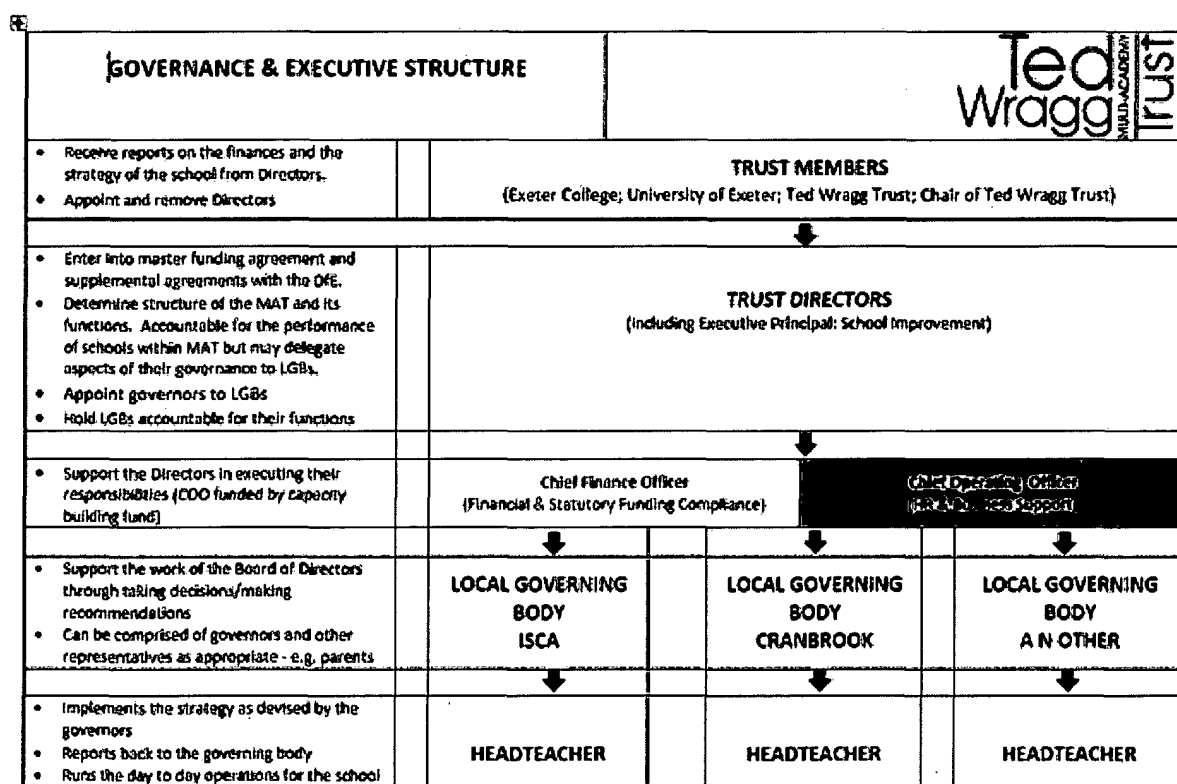 GOVERNANCE & EXECUTIVE STRUCTURE
Ted
Wragg
MULTI-ACADEMY
Trust
• Receive reports on the finances and the
strategy of the school from Directors.
• Appoint and remove Directors
TRUST MEMBERS
(Exeter College; University of Exeter; Ted Wragg Trust; Chair of Ted Wragg Trust)
• Enter into master funding agreement and
supplemental agreements with the DfE.
• Determine structure of the MAT and its
functions. Accountable for the performance
of schools within MAT but may delegate
aspects of their governance to LGBs.
• Appoint governors to LGBs
• Hold LGBs accountable for their functions
TRUST DIRECTORS
(Including Executive Principal: School Improvement)
• Support the Directors in executing their
responsibilities (COO funded by capacity
building fund)
Chief Finance Officer
(Financial & Statutory Funding Compliance)
Chief Operating Officer
(HR & Business Support)
• Support the work of the Board of Directors
through taking decisions/making
recommendations
• Can be comprised of governors and other
representatives as appropriate - e.g. parents
LOCAL GOVERNING
BODY
ISCA
LOCAL GOVERNING
BODY
CRANBROOK
LOCAL GOVERNING
BODY
A N OTHER
• Implements the strategy as devised by the
governors
• Reports back to the governing body
• Runs the day to day operations for the school
HEADTEACHER
HEADTEACHER
HEADTEACHER